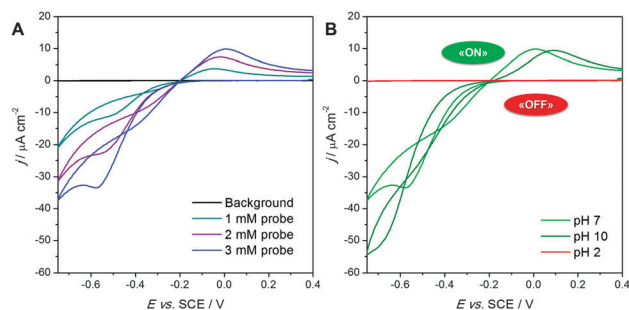 A
B
20
10
0
-10
-20
-30
-40
-50
-60
j / µA cm⁻²
-0.6
-0.4
-0.2
0.0
0.2
0.4
E vs. SCE / V
Background
1 mM probe
2 mM probe
3 mM probe
20
10
0
-10
-20
-30
-40
-50
-60
j / µA cm⁻²
-0.6
-0.4
-0.2
0.0
0.2
0.4
E vs. SCE / V
«ON»
«OFF»
pH 7
pH 10
pH 2